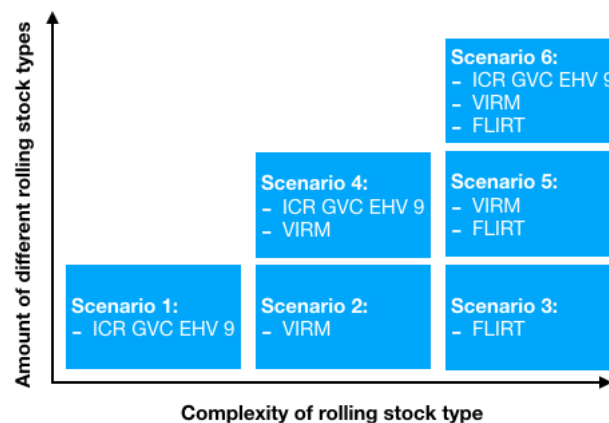 Amount of different rolling stock types
Scenario 6:
- ICR GVC EHV 9
- VIRM
- FLIRT
Scenario 4:
- ICR GVC EHV 9
- VIRM
Scenario 5:
- VIRM
- FLIRT
Scenario 1:
- ICR GVC EHV 9
Scenario 2:
- VIRM
Scenario 3:
- FLIRT
Complexity of rolling stock type